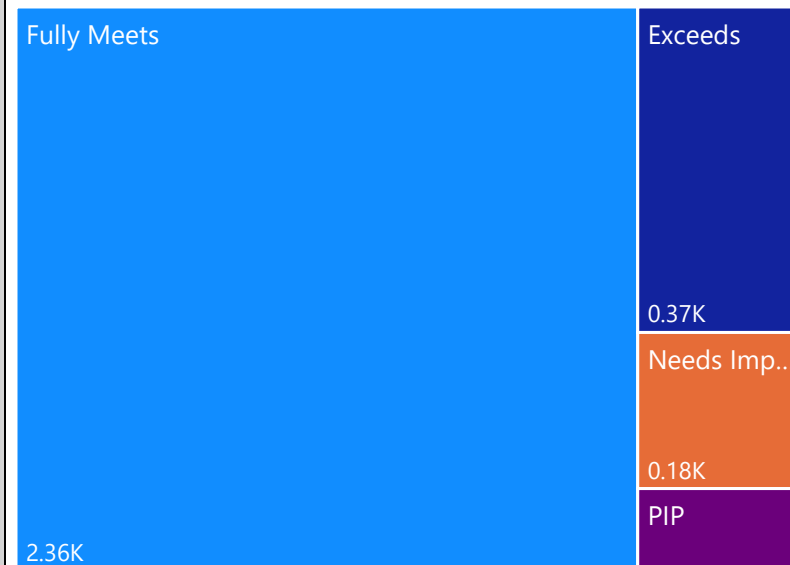 Fully Meets
2.36K
Exceeds
0.37K
Needs Imp..
0.18K
PIP